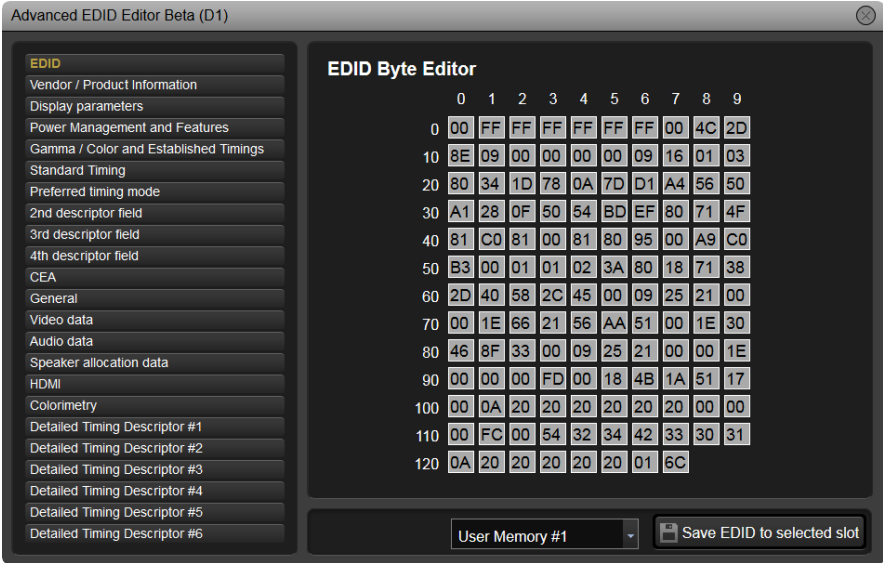 Advanced EDID Editor Beta (D1)
EDID
Vendor / Product Information
Display parameters
Power Management and Features
Gamma / Color and Established Timings
Standard Timing
Preferred timing mode
2nd descriptor field
3rd descriptor field
4th descriptor field
CEA
General
Video data
Audio data
Speaker allocation data
HDMI
Colorimetry
Detailed Timing Descriptor #1
Detailed Timing Descriptor #2
Detailed Timing Descriptor #3
Detailed Timing Descriptor #4
Detailed Timing Descriptor #5
Detailed Timing Descriptor #6
EDID Byte Editor
0 1 2 3 4 5 6 7 8 9
0 00 FF FF FF FF FF FF 00 4C 2D
10 8E 09 00 00 00 00 09 16 01 03
20 80 34 1D 78 0A 7D D1 A4 56 50
30 A1 28 0F 50 54 BD EF 80 71 4F
40 81 C0 81 00 81 80 95 00 A9 C0
50 B3 00 01 01 02 3A 80 18 71 38
60 2D 40 58 2C 45 00 09 25 21 00
70 00 1E 66 21 56 AA 51 00 1E 30
80 46 8F 33 00 09 25 21 00 00 1E
90 00 00 00 FD 00 18 4B 1A 51 17
100 00 0A 20 20 20 20 20 20 00 00
110 00 FC 00 54 32 34 42 33 30 31
120 0A 20 20 20 20 20 01 6C
User Memory #1
Save EDID to selected slot